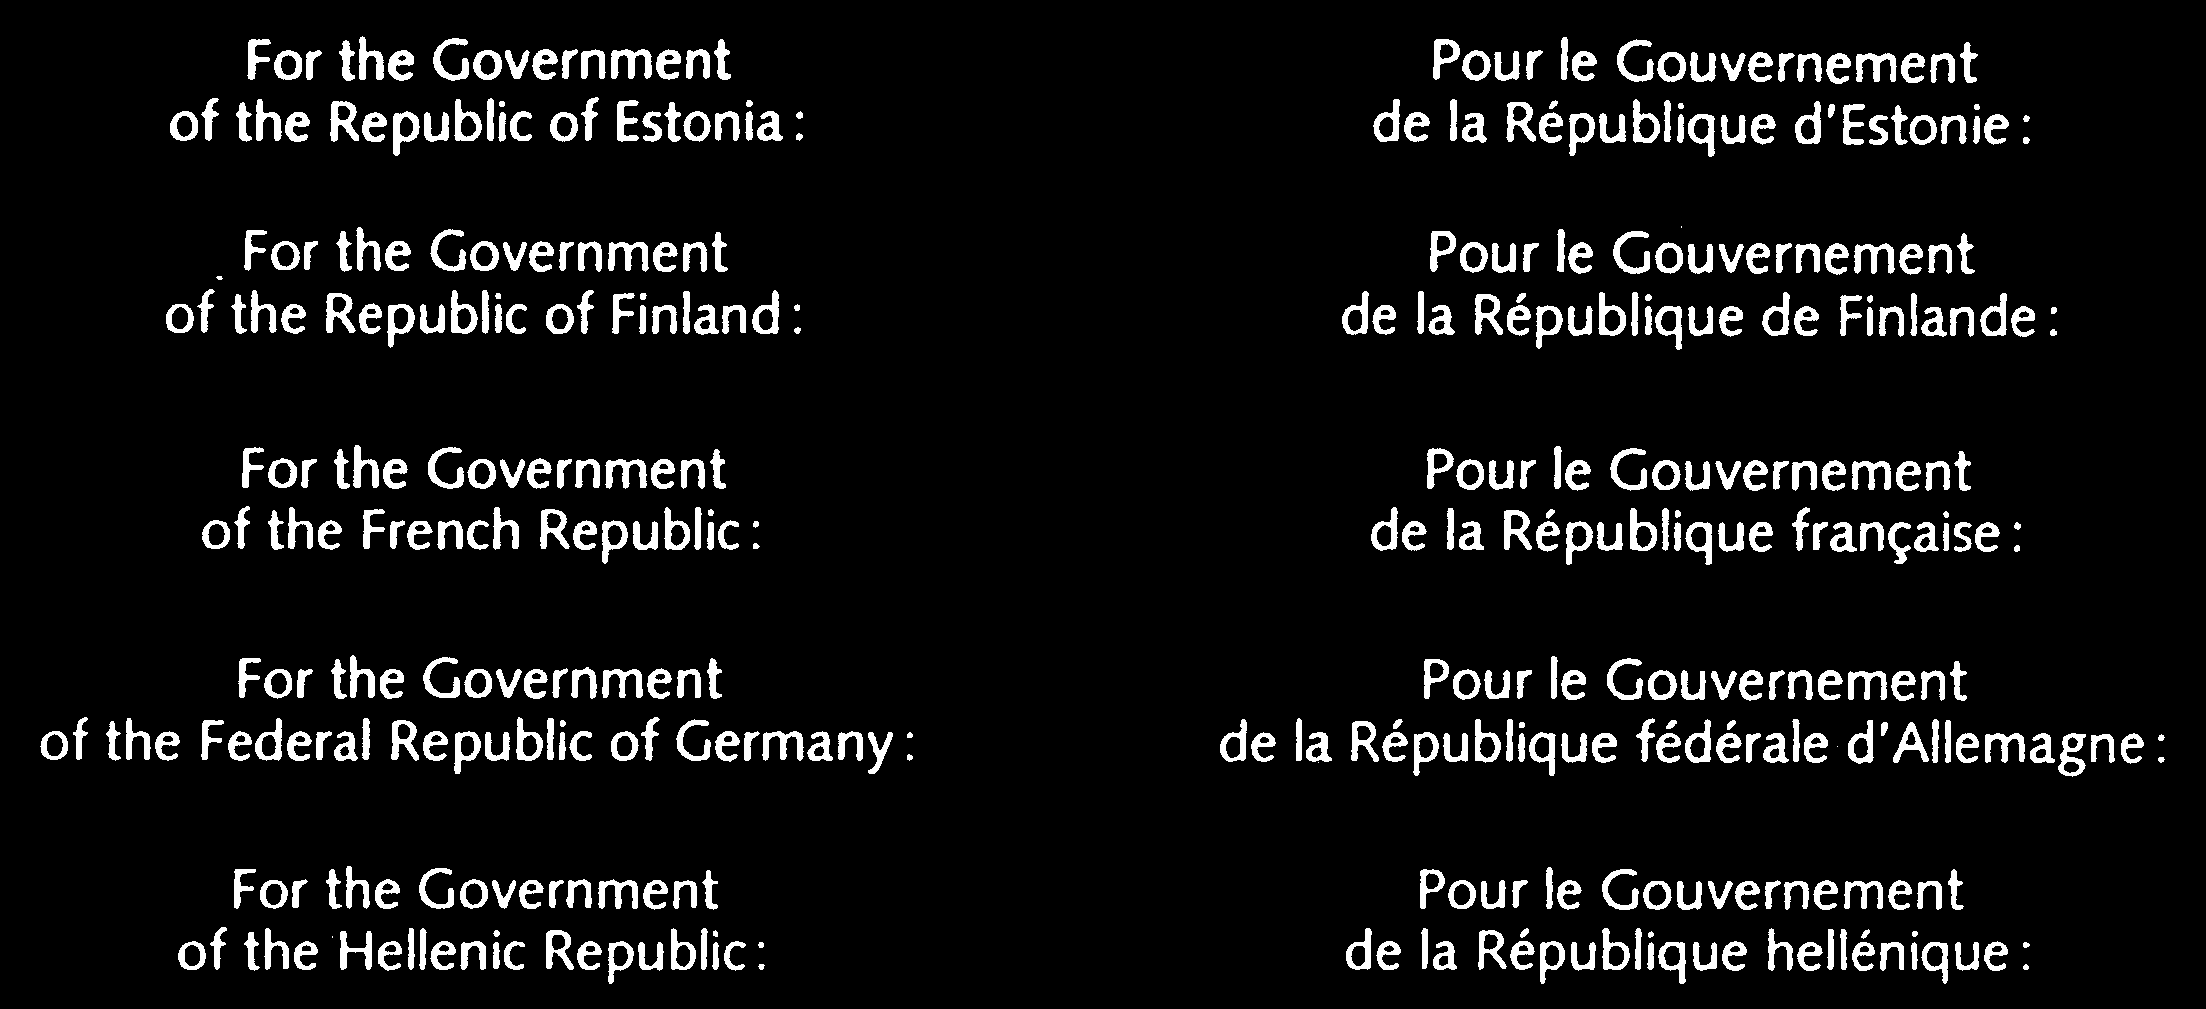 For the Government
of the Republic of Estonia :
Pour le Gouvernement
de la République d'Estonie :
For the Government
of the Republic of Finland :
Pour le Gouvernement
de la République de Finlande :
For the Government
of the French Republic :
Pour le Gouvernement
de la République française :
For the Government
of the Federal Republic of Germany :
Pour le Gouvernement
de la République fédérale d'Allemagne :
For the Government
of the Hellenic Republic :
Pour le Gouvernement
de la République hellénique :